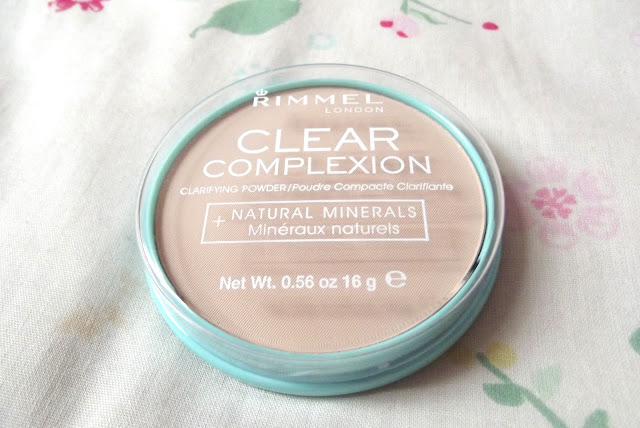 RIMMEL
LONDON
CLEAR
COMPLEXION
CLARIFYING POWDER/Poudre Compacte Clarifiante
+ NATURAL MINERALS
Minéraux naturels
Net Wt. 0.56 oz 16 g ℮